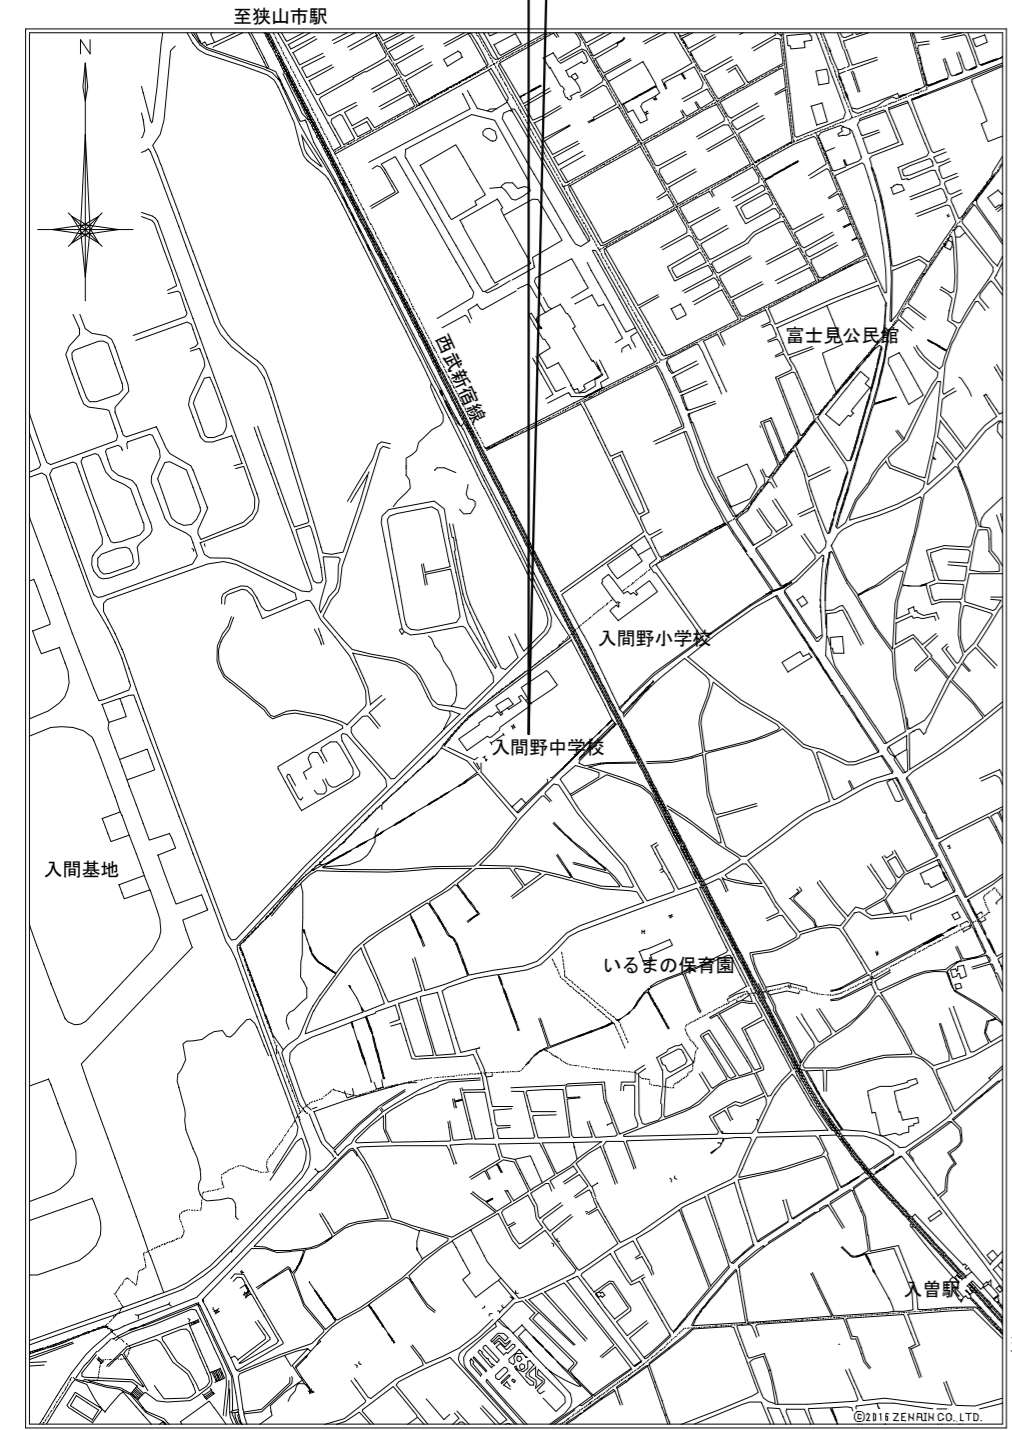 至狭山市駅
N
富士見公民館
西武新宿線
入間野小学校
入間野中学校
入間基地
いるまの保育園
入曽駅
©2016 ZENRIN CO., LTD.